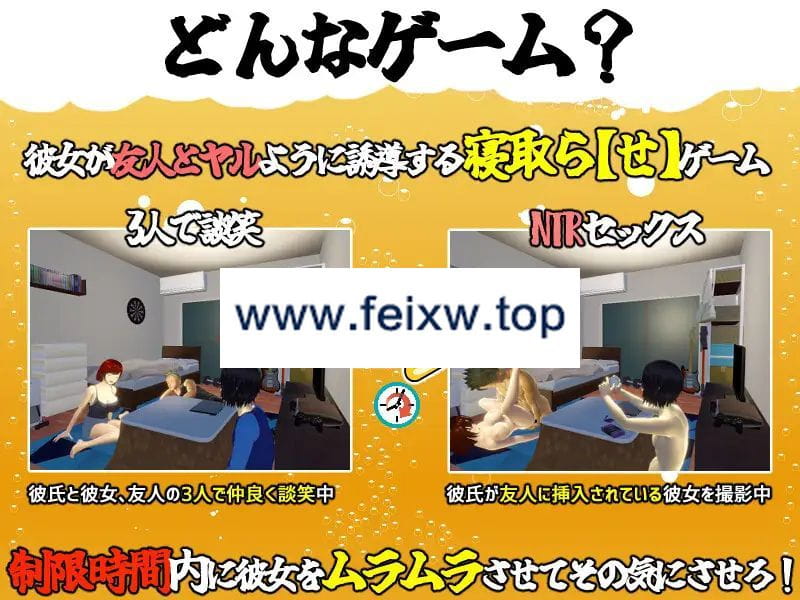 どんなゲーム？
彼女が友人とヤルように誘導する寝取ら【せ】ゲーム
3人で談笑
NTRセックス
www.feixw.top
彼氏と彼女、友人の3人で仲良く談笑中
彼氏が友人に挿入されている彼女を撮影中
制限時間内に彼女をムラムラさせてその気にさせろ！